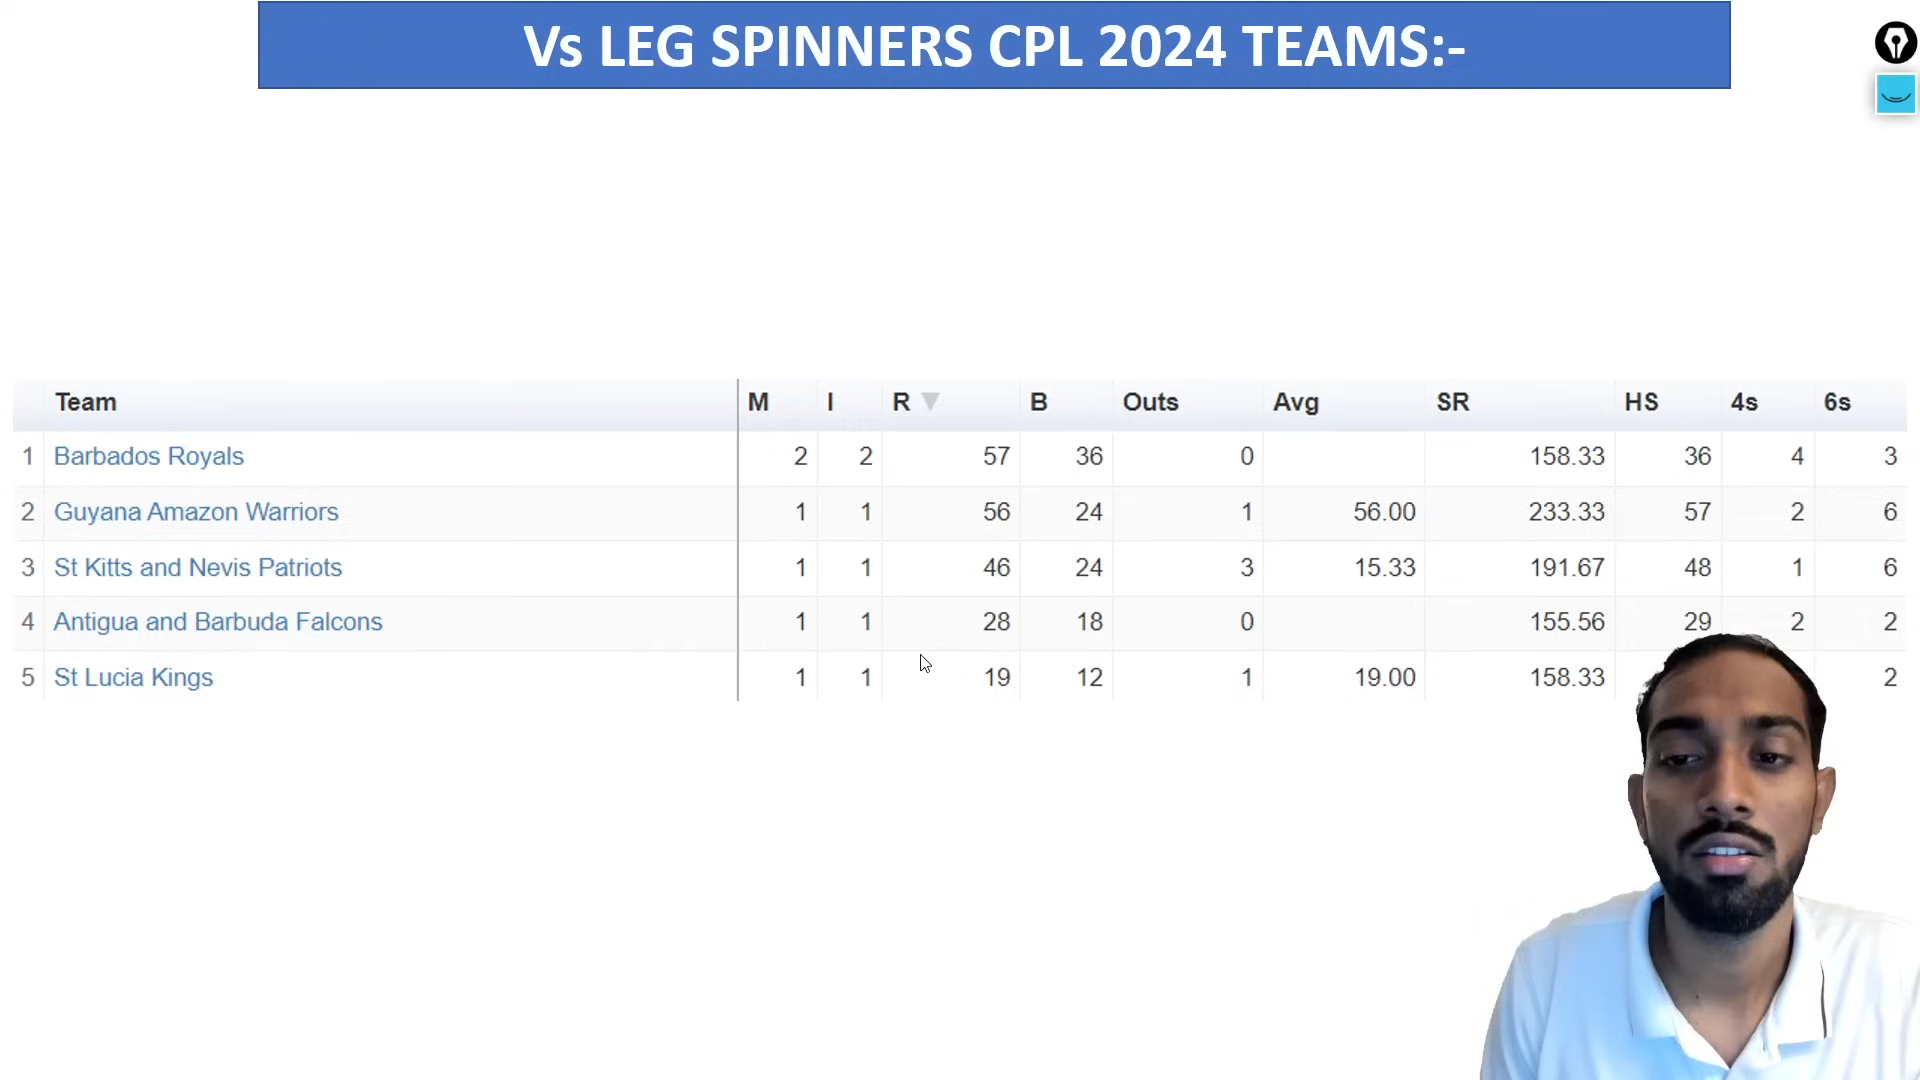 Vs LEG SPINNERS CPL 2024 TEAMS:-
Team M I R B Outs Avg SR HS 4s 6s
1 Barbados Royals 2 2 57 36 0 158.33 36 4 3
2 Guyana Amazon Warriors 1 1 56 24 1 56.00 233.33 57 2 6
3 St Kitts and Nevis Patriots 1 1 46 24 3 15.33 191.67 48 1 6
4 Antigua and Barbuda Falcons 1 1 28 18 0 155.56 29 2 2
5 St Lucia Kings 1 1 19 12 1 19.00 158.33 2